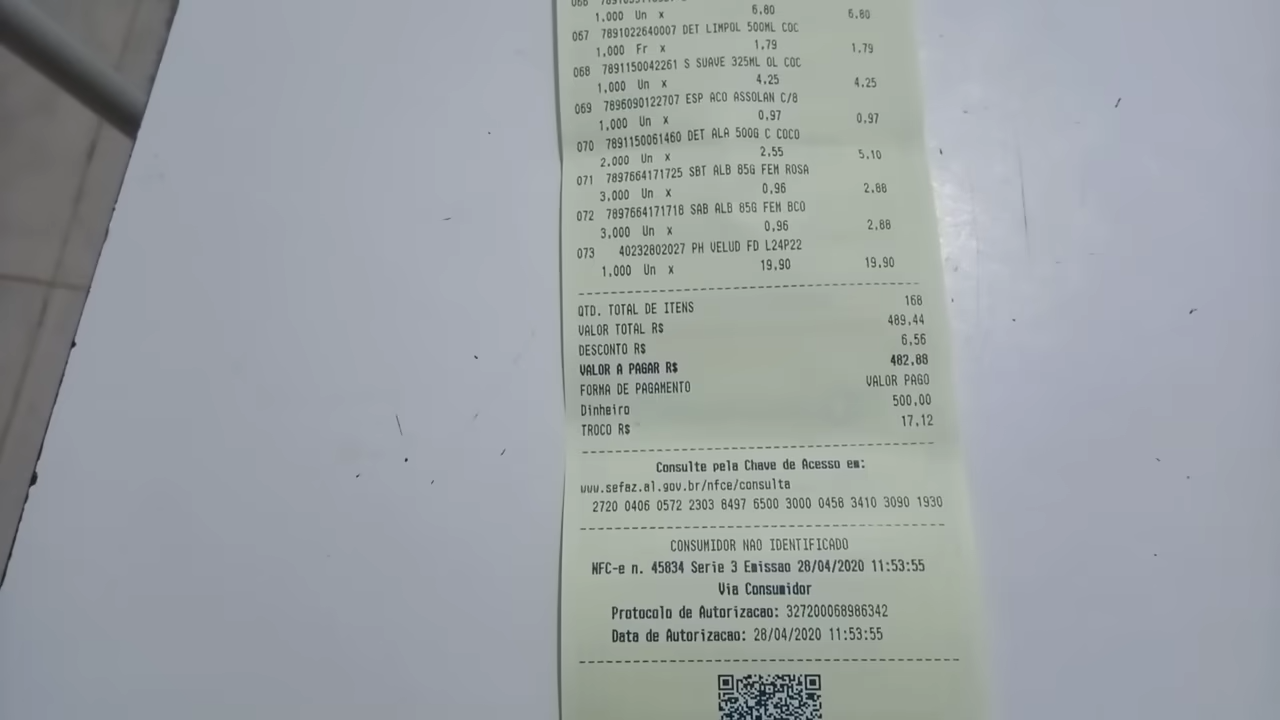 1,000 Un x 6,80 6,80
067 7891022640007 DET LIMPOL 500ML COC
1,000 Fr x 1,79 1,79
068 7891150042261 S SUAVE 325ML OL COC
1,000 Un x 4,25 4,25
069 7896090122707 ESP ACO ASSOLAN C/8
1,000 Un x 0,97 0,97
070 7891150061460 DET ALA 500G C COCO
2,000 Un x 2,55 5,10
071 7897664171725 SBT ALB 85G FEM ROSA
3,000 Un x 0,96 2,88
072 7897664171718 SAB ALB 85G FEM BCO
3,000 Un x 0,96 2,88
073 40232802027 PH VELUD FD L24P22
1,000 Un x 19,90 19,90
QTD. TOTAL DE ITENS 168
VALOR TOTAL R$ 489,44
DESCONTO R$ 6,56
VALOR A PAGAR R$ 482,88
FORMA DE PAGAMENTO VALOR PAGO
Dinheiro 500,00
TROCO R$ 17,12
Consulte pela Chave de Acesso em:
www.sefaz.al.gov.br/nfce/consulta
2720 0406 0572 2303 8497 6500 3000 0458 3410 3090 1930
CONSUMIDOR NAO IDENTIFICADO
NFC-e n. 45834 Serie 3 Emissao 28/04/2020 11:53:55
Via Consumidor
Protocolo de Autorizacao: 327200068986342
Data de Autorizacao: 28/04/2020 11:53:55